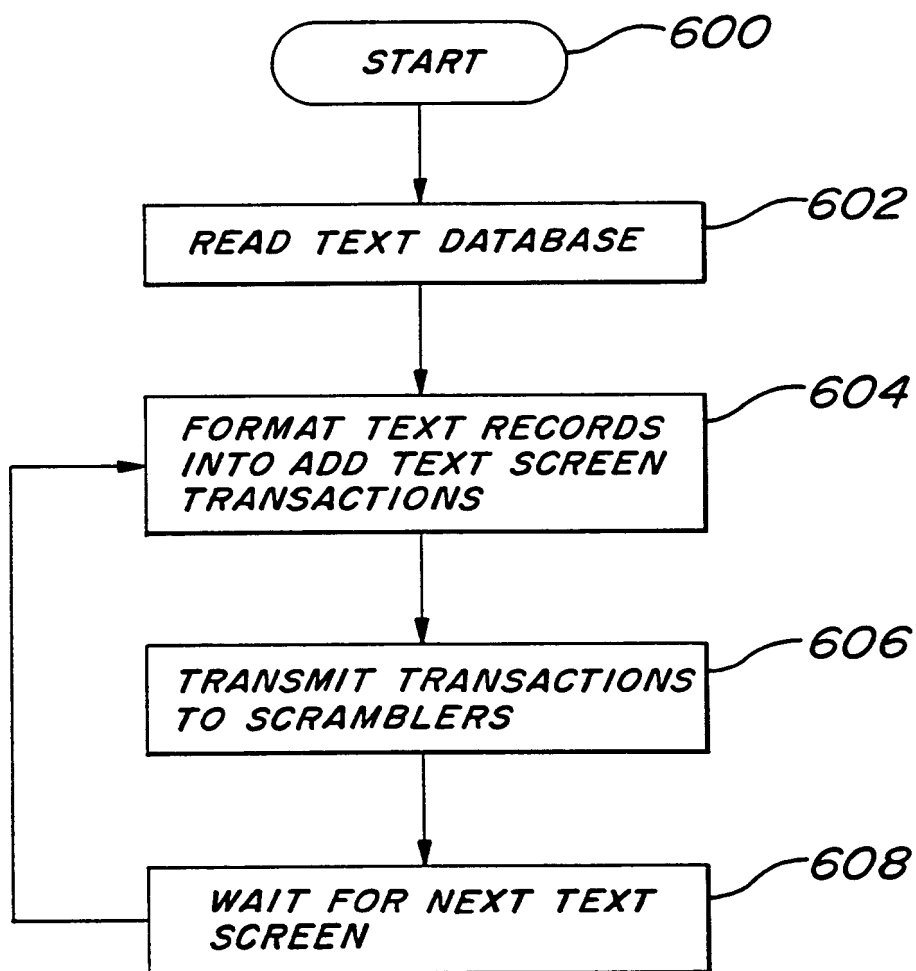 600
START
602
READ TEXT DATABASE
604
FORMAT TEXT RECORDS
INTO ADD TEXT SCREEN
TRANSACTIONS
606
TRANSMIT TRANSACTIONS
TO SCRAMBLERS
608
WAIT FOR NEXT TEXT
SCREEN